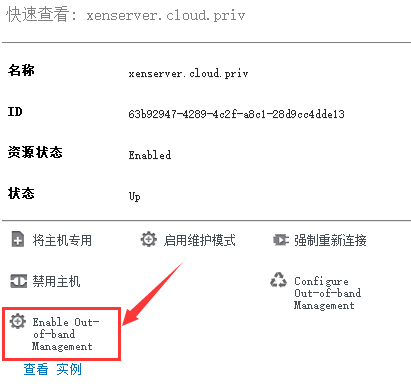 快速查看: xenserver.cloud.priv
名称 xenserver.cloud.priv
ID 63b92947-4289-4c2f-a8c1-28d9cc4dde13
资源状态 Enabled
状态 Up
将主机专用 启用维护模式 强制重新连接
禁用主机 Configure
Out-of-band
Management
Enable Out-
of-band
Management
查看 实例